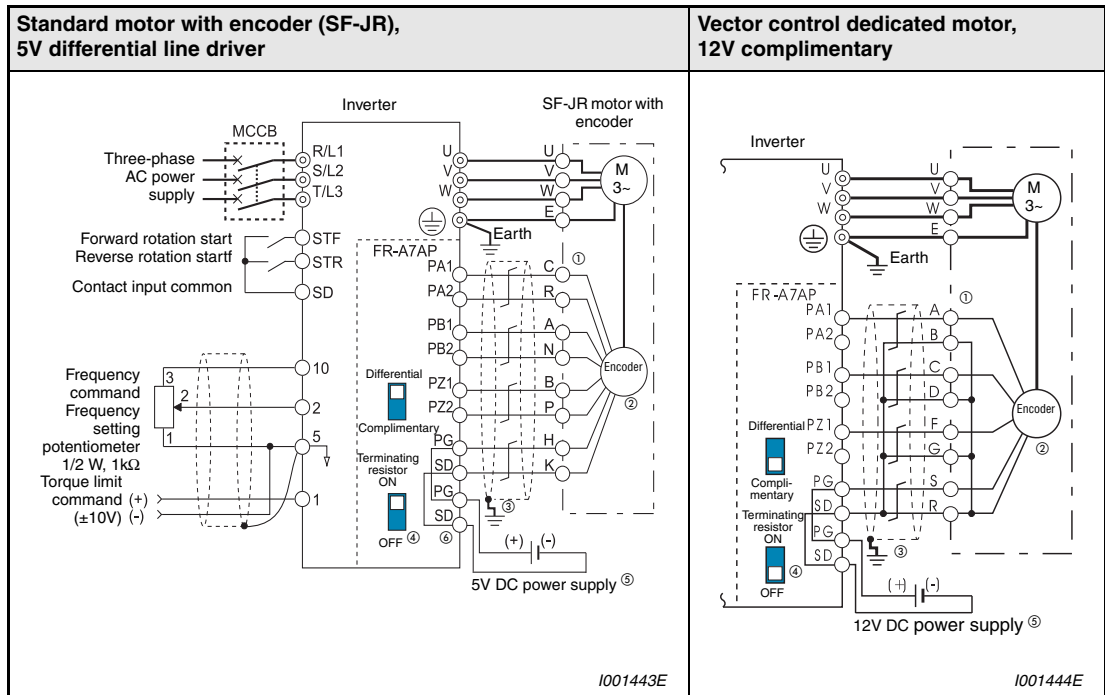 Standard motor with encoder (SF-JR),
5V differential line driver
Vector control dedicated motor,
12V complimentary
Inverter
SF-JR motor with
encoder
MCCB
Three-phase
AC power
supply
R/L1
S/L2
T/L3
U
V
W
U
V
W
E
M
3~
Earth
Forward rotation start
Reverse rotation startf
Contact input common
STF
STR
SD
FR-A7AP
PA1
PA2
PB1
PB2
PZ1
PZ2
PG
SD
PG
SD
C
R
A
N
B
P
H
K
①
Encoder
②
Differential
Complimentary
Terminating
resistor
ON
OFF ④
③
⑥
(+) (-)
5V DC power supply ⑤
Frequency
command
Frequency
setting
potentiometer
1/2 W, 1kΩ
3
2
1
10
2
5
1
Torque limit
command (+)
(±10V) (-)
I001443E
Inverter
U
V
W
U
V
W
E
M
3~
Earth
FR-A7AP
PA1
PA2
PB1
PB2
PZ1
PZ2
PG
SD
PG
SD
A
B
C
D
F
G
S
R
①
Encoder
②
Differential
Compli-
mentary
Terminating
resistor
ON
④
OFF
③
(+) (-)
12V DC power supply ⑤
I001444E